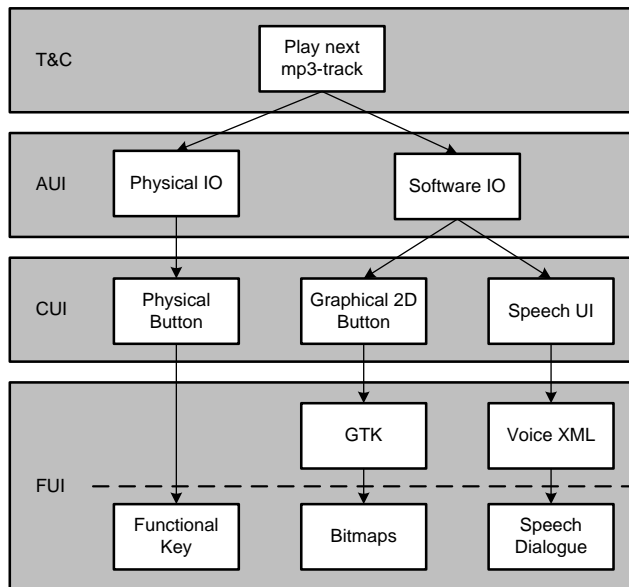 T&C
Play next
mp3-track
AUI
Physical IO
Software IO
CUI
Physical
Button
Graphical 2D
Button
Speech UI
FUI
GTK
Voice XML
Functional
Key
Bitmaps
Speech
Dialogue